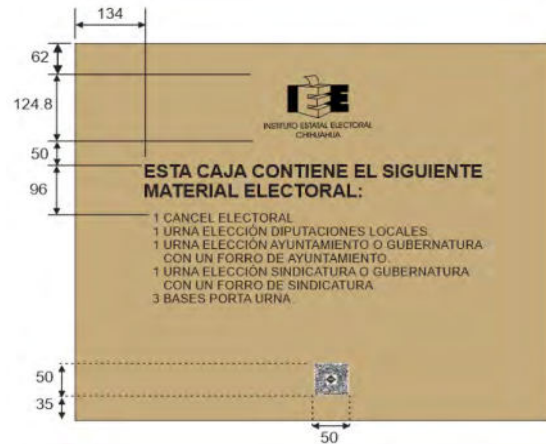 134
62
124.8
50
96
INSTITUTO ESTATAL ELECTORAL
CHIHUAHUA
ESTA CAJA CONTIENE EL SIGUIENTE
MATERIAL ELECTORAL:
1 CANCEL ELECTORAL
1 URNA ELECCIÓN DIPUTACIONES LOCALES
1 URNA ELECCIÓN AYUNTAMIENTO O GUBERNATURA
CON UN FORRO DE AYUNTAMIENTO.
1 URNA ELECCIÓN SINDICATURA O GUBERNATURA
CON UN FORRO DE SINDICATURA
3 BASES PORTA URNA
50
35
50